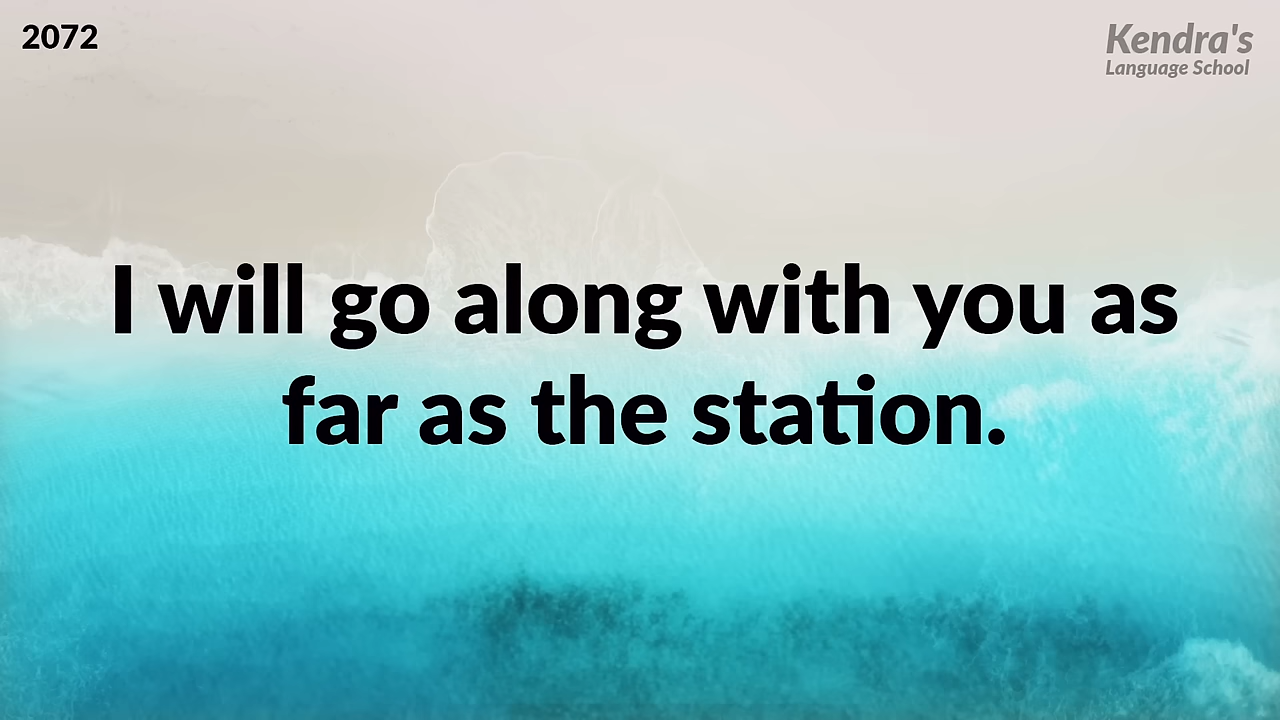 2072
Kendra's
Language School
I will go along with you as
far as the station.